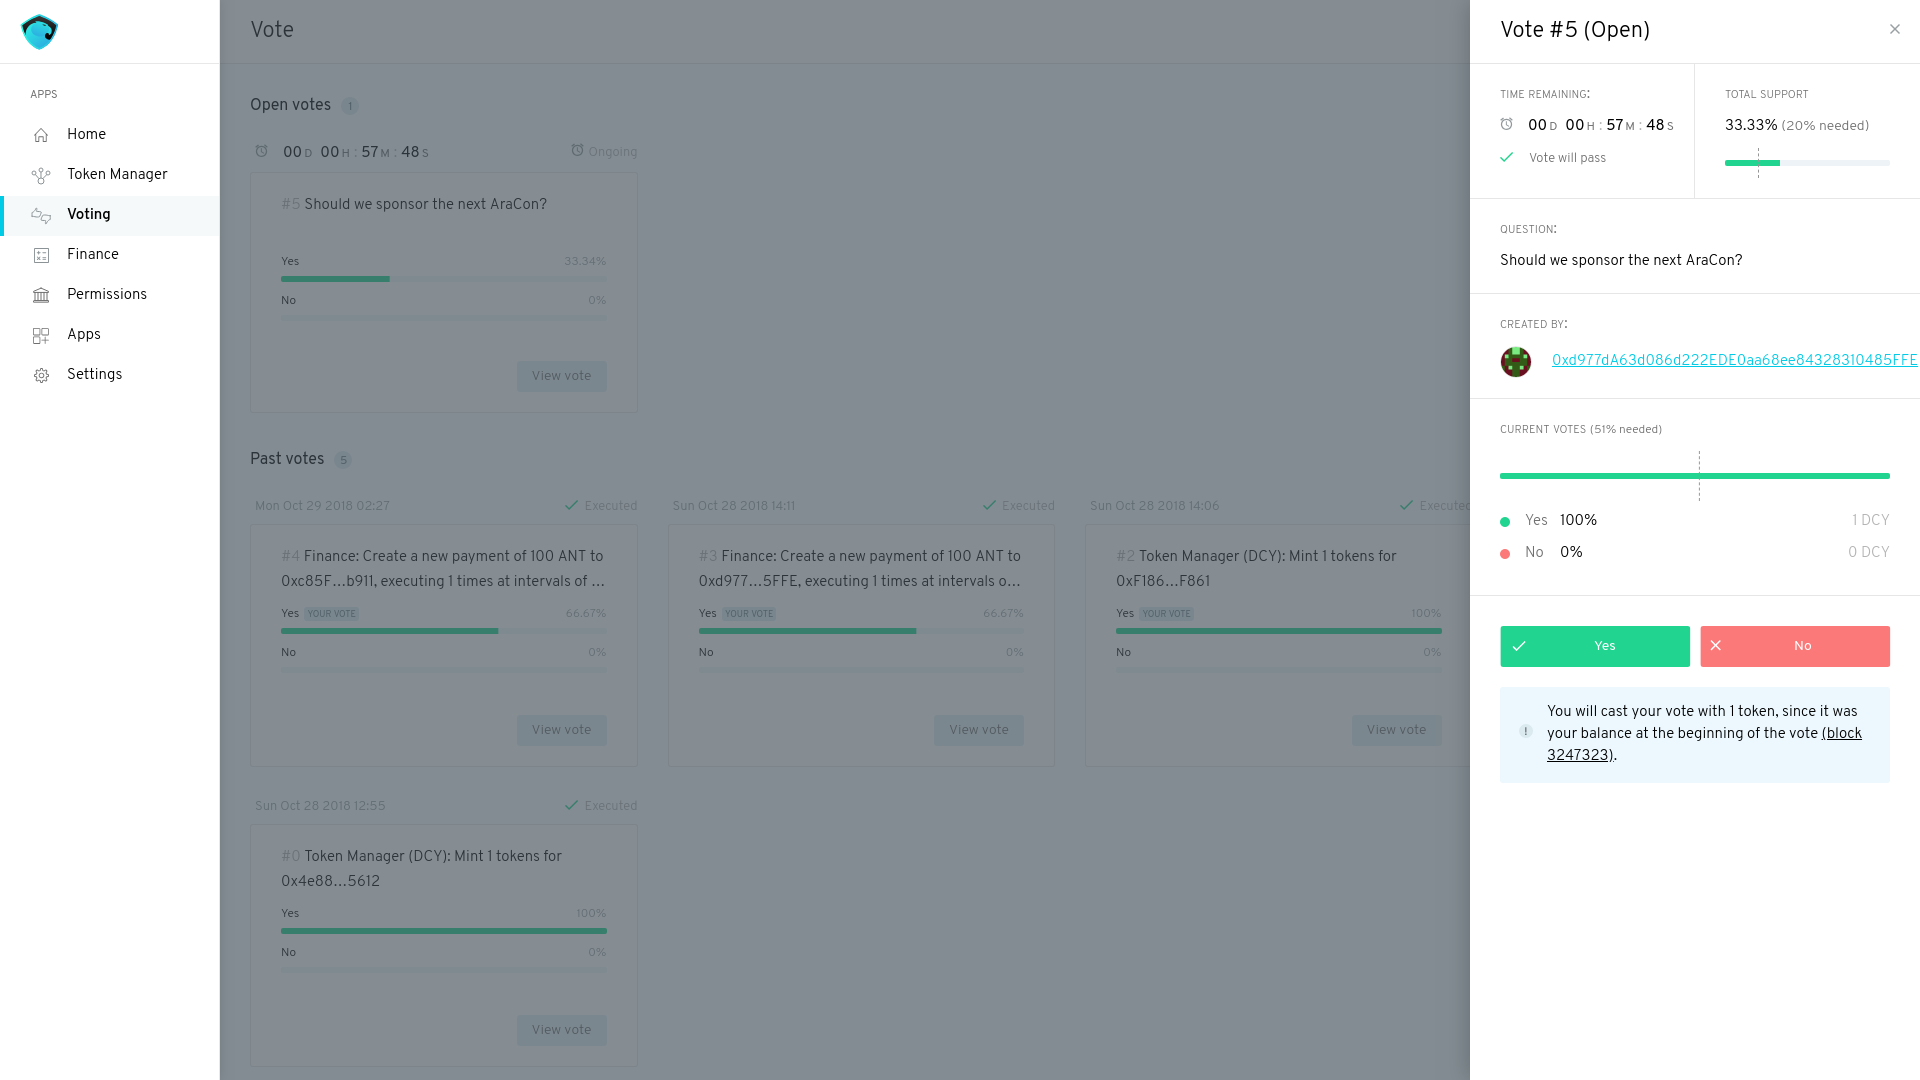 APPS
Home
Token Manager
Voting
Finance
Permissions
Apps
Settings
Vote
Open votes 1
00 D 00 H : 57 M : 48 S Ongoing
#5 Should we sponsor the next AraCon?
Yes 33.34%
No 0%
View vote
Past votes 5
Mon Oct 29 2018 02:27 Executed
#4 Finance: Create a new payment of 100 ANT to
0xc85F…b911, executing 1 times at intervals of …
Yes YOUR VOTE 66.67%
No 0%
View vote
Sun Oct 28 2018 14:11 Executed
#3 Finance: Create a new payment of 100 ANT to
0xd977…5FFE, executing 1 times at intervals o…
Yes YOUR VOTE 66.67%
No 0%
View vote
Sun Oct 28 2018 14:06 Executed
#2 Token Manager (DCY): Mint 1 tokens for
0xF186…F861
Yes YOUR VOTE 100%
No 0%
View vote
Sun Oct 28 2018 12:55 Executed
#0 Token Manager (DCY): Mint 1 tokens for
0x4e88…5612
Yes 100%
No 0%
View vote
Vote #5 (Open)
TIME REMAINING:
00 D 00 H : 57 M : 48 S
Vote will pass
TOTAL SUPPORT
33.33% (20% needed)
QUESTION:
Should we sponsor the next AraCon?
CREATED BY:
0xd977dA63d086d222EDE0aa68ee84328310485FFE
CURRENT VOTES (51% needed)
Yes 100% 1 DCY
No 0% 0 DCY
Yes
No
You will cast your vote with 1 token, since it was
your balance at the beginning of the vote (block
3247323).